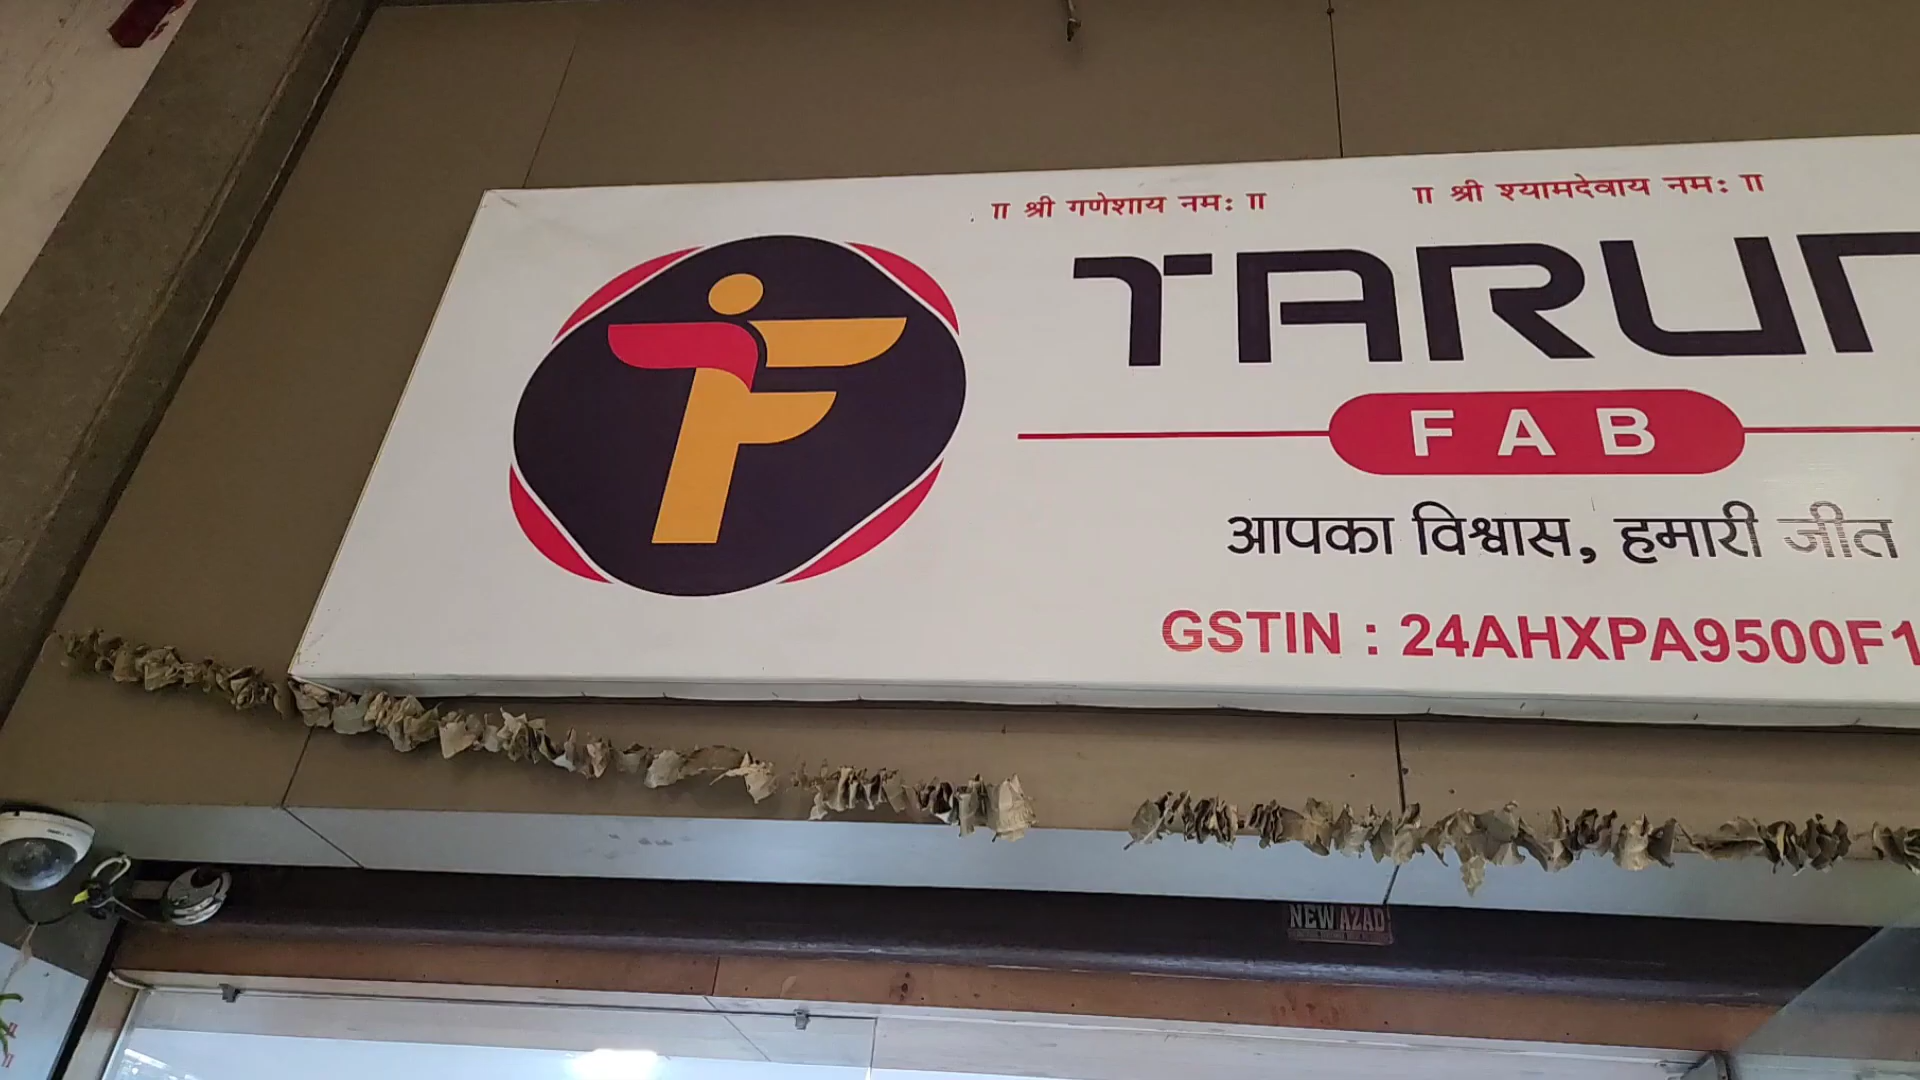 ॥ श्री गणेशाय नमः ॥ ॥ श्री श्यामदेवाय नमः ॥
TARUN
FAB
आपका विश्वास, हमारी जीत
GSTIN : 24AHXPA9500F1
NEW AZAD